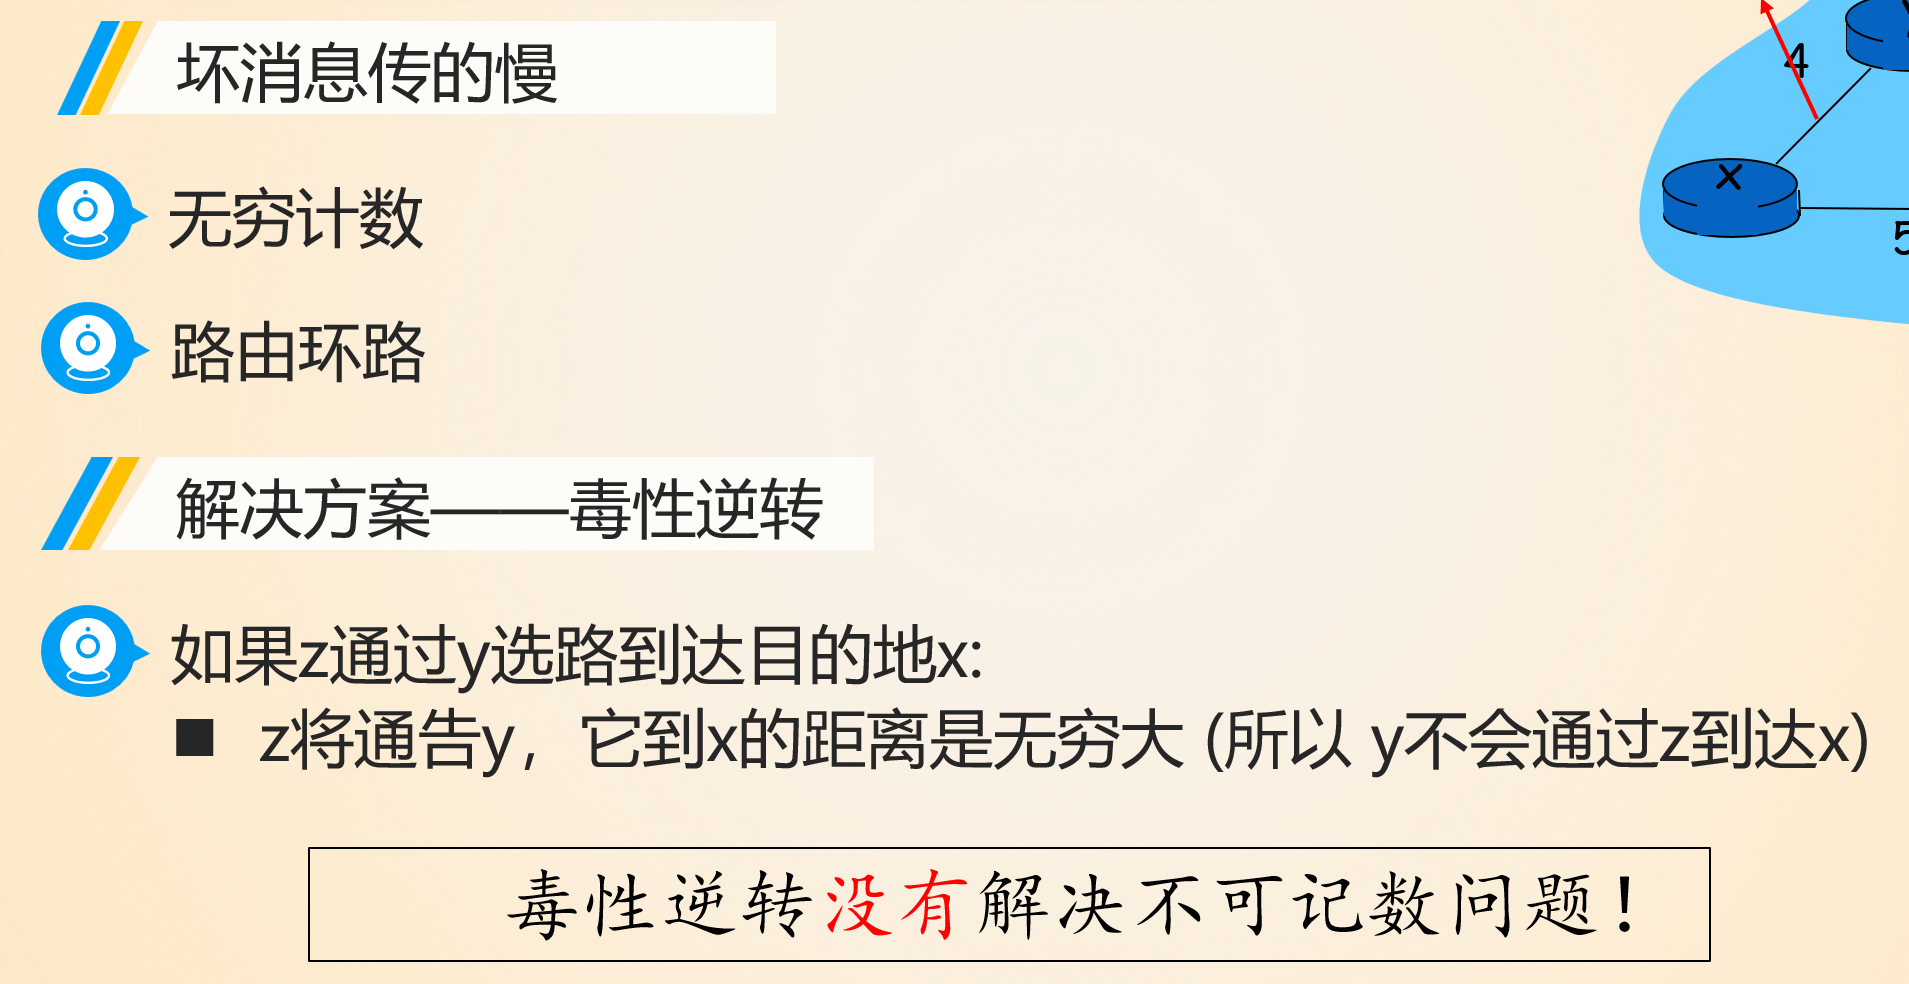 坏消息传的慢
4
x
5
无穷计数
路由环路
解决方案——毒性逆转
如果z通过y选路到达目的地x:
■ z将通告y，它到x的距离是无穷大 (所以 y不会通过z到达x)
毒性逆转没有解决不可记数问题！